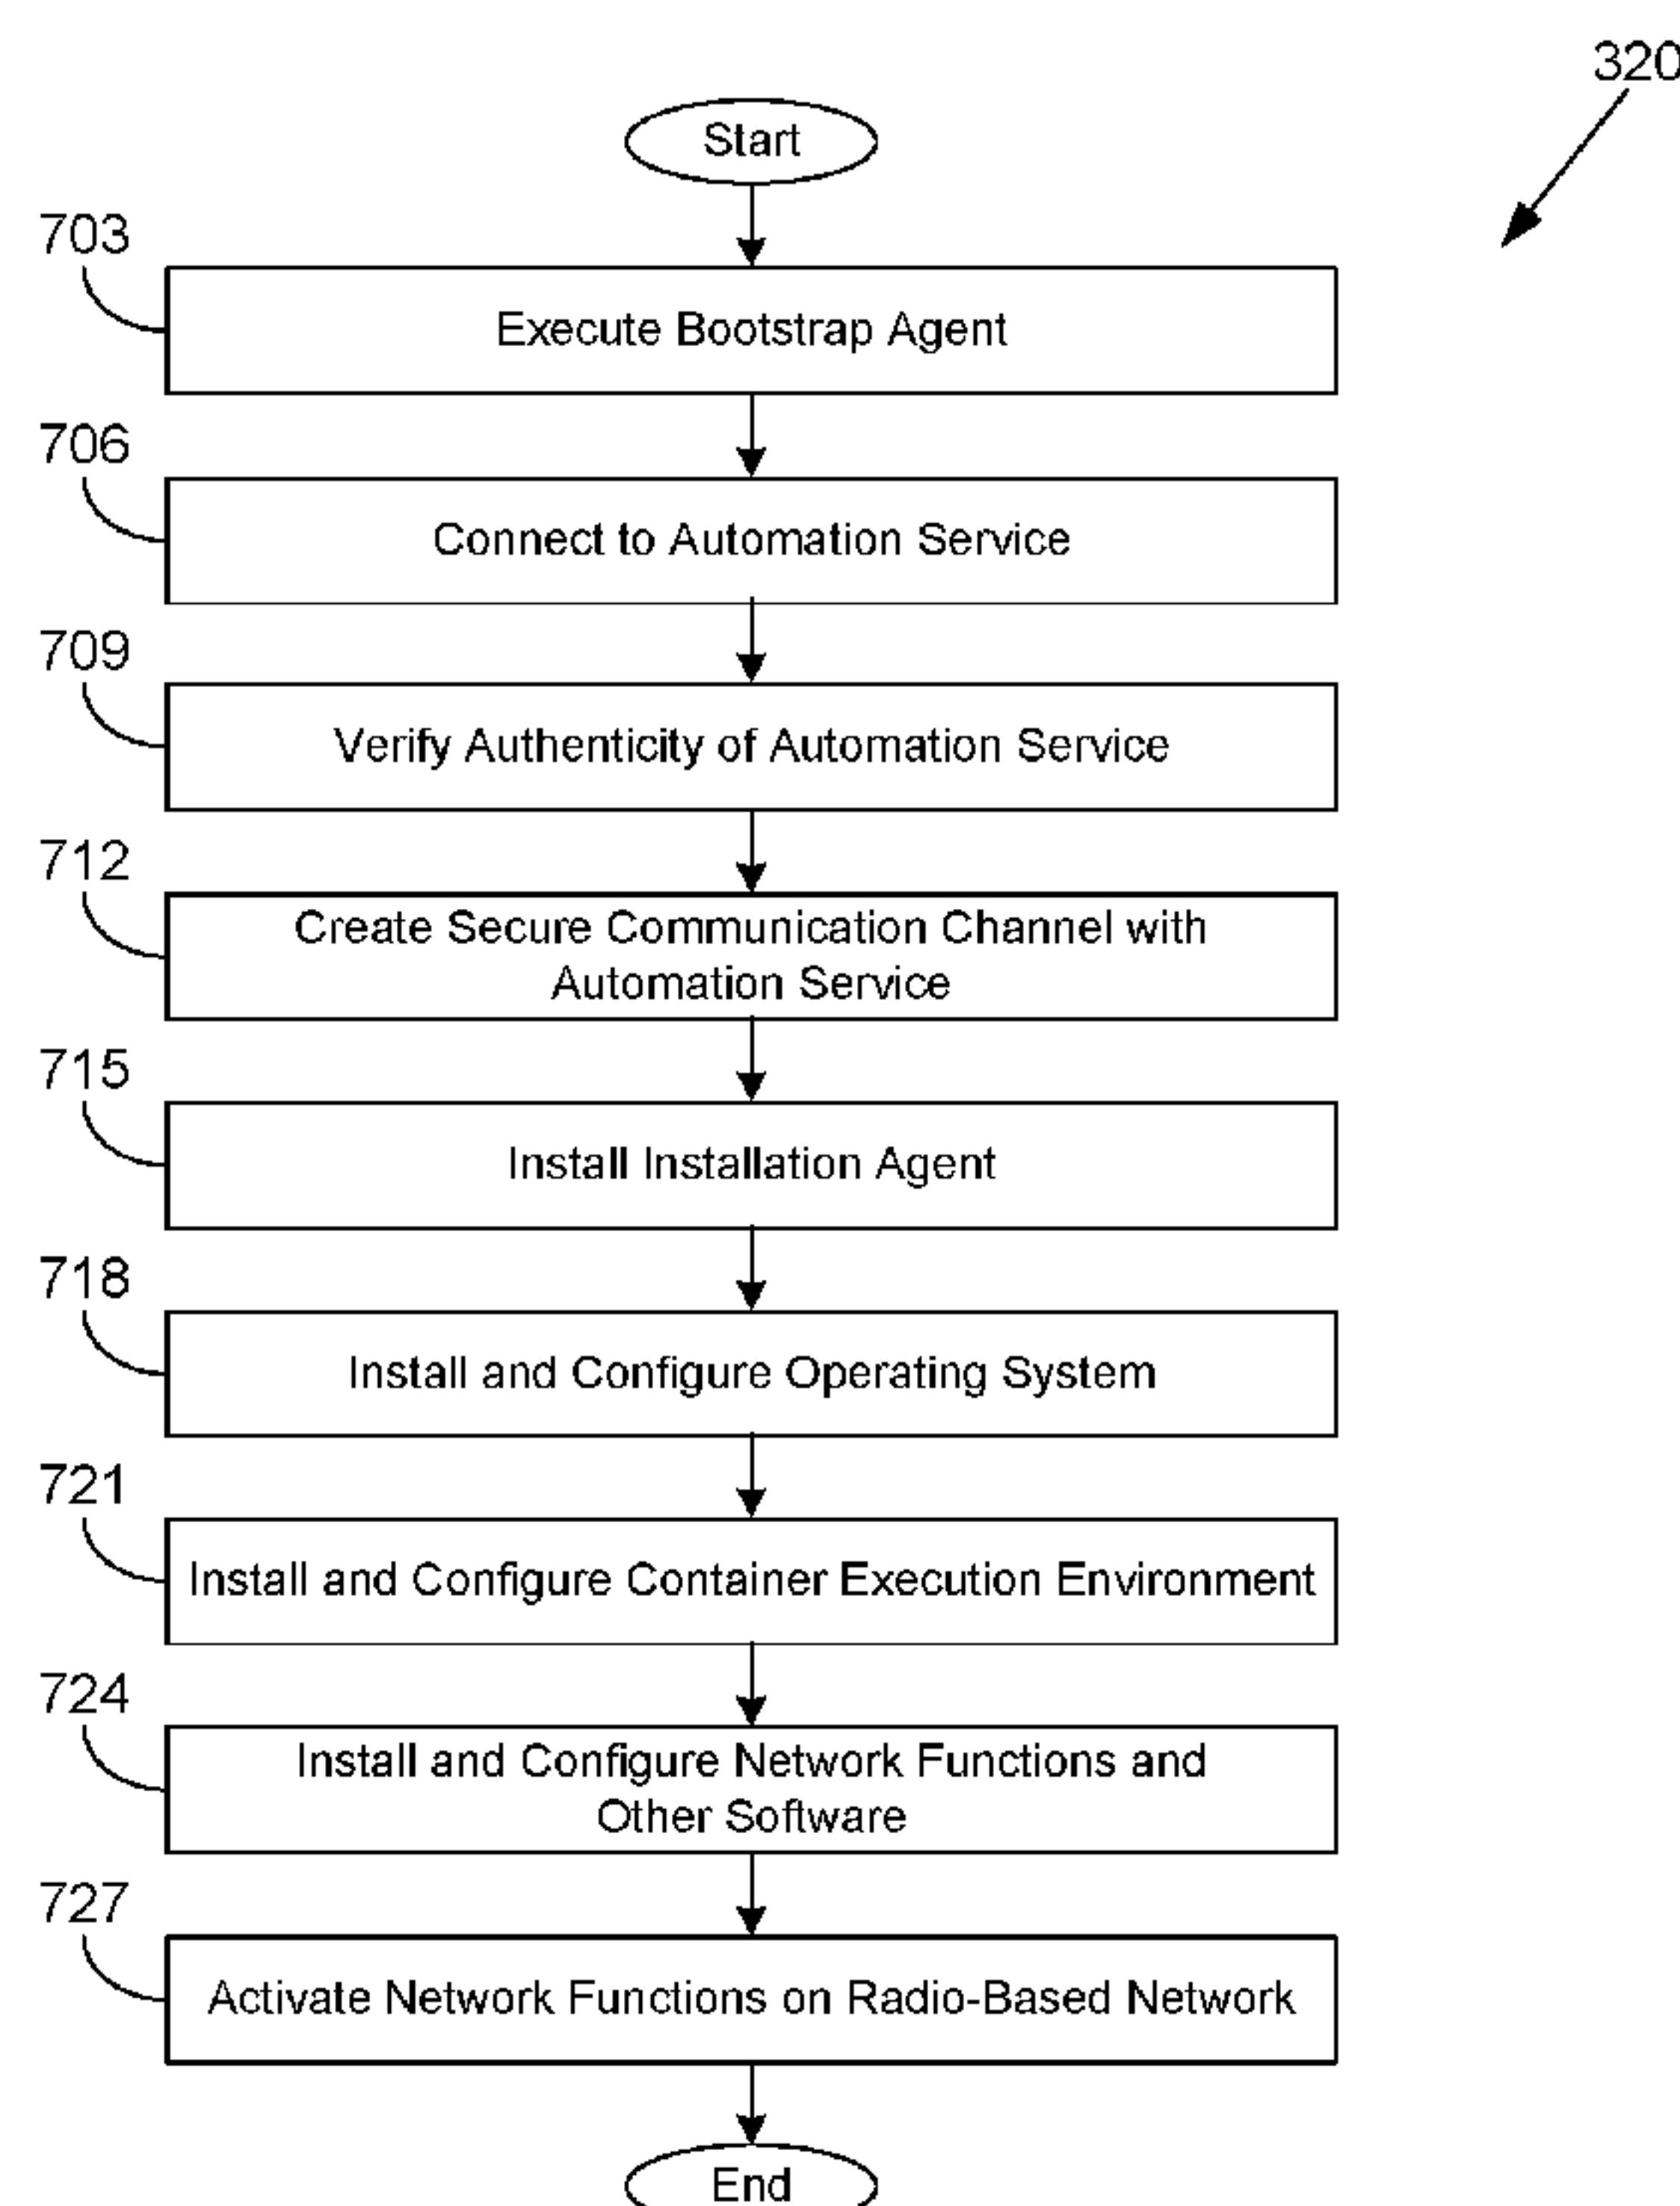 320
Start
703
Execute Bootstrap Agent
706
Connect to Automation Service
709
Verify Authenticity of Automation Service
712
Create Secure Communication Channel with
Automation Service
715
Install Installation Agent
718
Install and Configure Operating System
721
Install and Configure Container Execution Environment
724
Install and Configure Network Functions and
Other Software
727
Activate Network Functions on Radio-Based Network
End